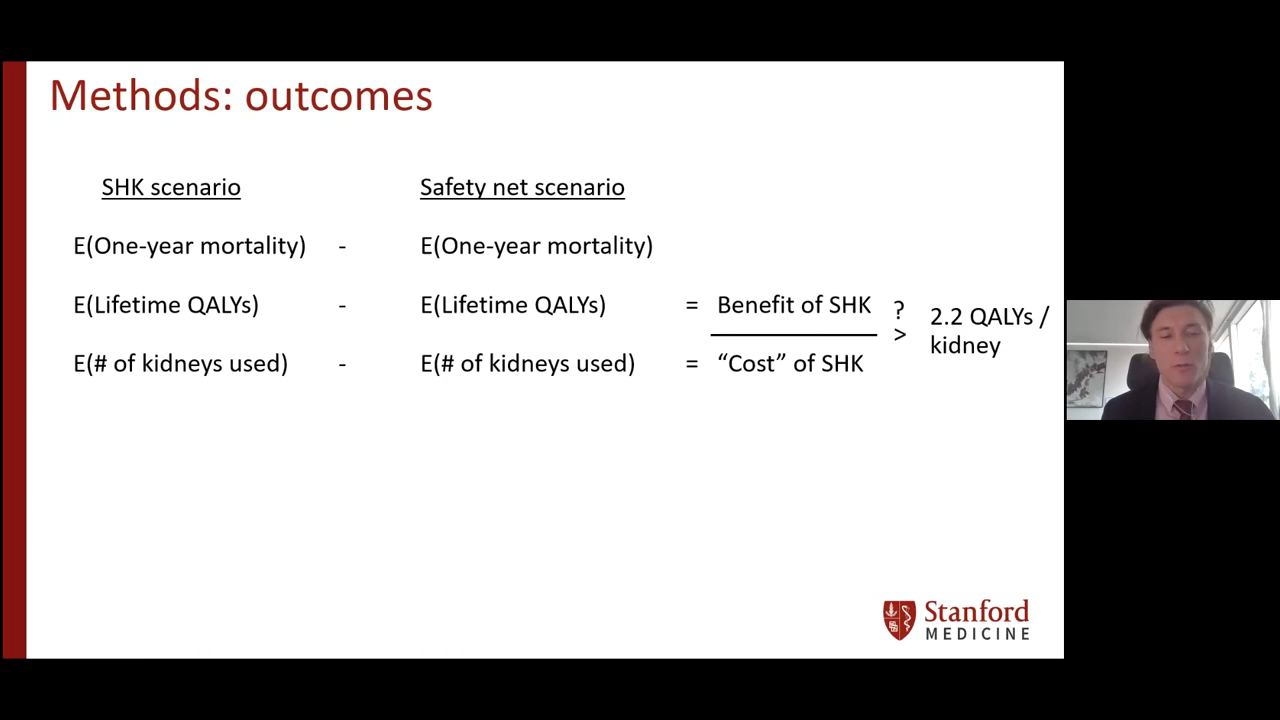 Methods: outcomes
SHK scenario
Safety net scenario
E(One-year mortality) - E(One-year mortality)
E(Lifetime QALYs) - E(Lifetime QALYs) = Benefit of SHK ? > 2.2 QALYs / kidney
E(# of kidneys used) - E(# of kidneys used) = “Cost” of SHK
Stanford
MEDICINE